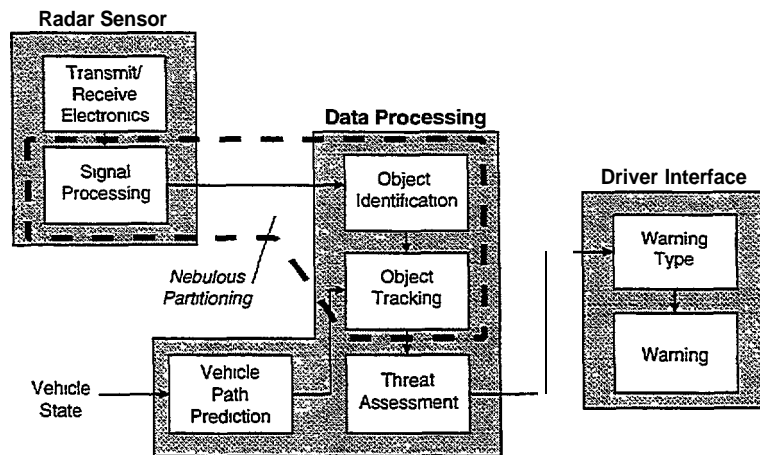 Radar Sensor
Transmit/
Receive
Electronics
Signal
Processing
Data Processing
Object
Identification
Object
Tracking
Nebulous
Partitioning
Vehicle
State
Vehicle
Path
Prediction
Threat
Assessment
Driver Interface
Warning
Type
Warning